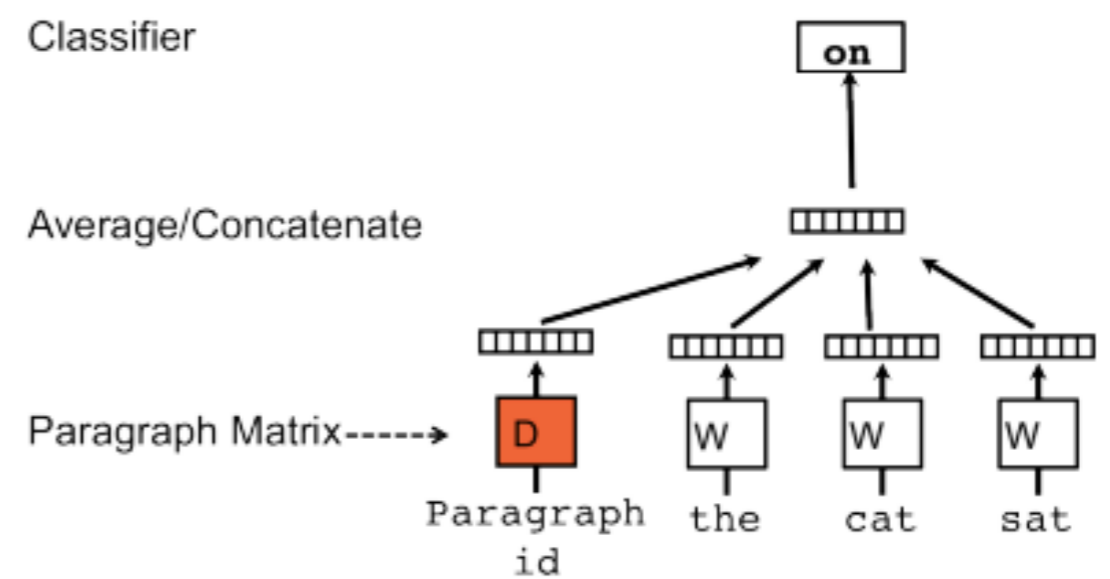 Classifier
on
Average/Concatenate
Paragraph Matrix
D
W
W
W
Paragraph
id
the
cat
sat